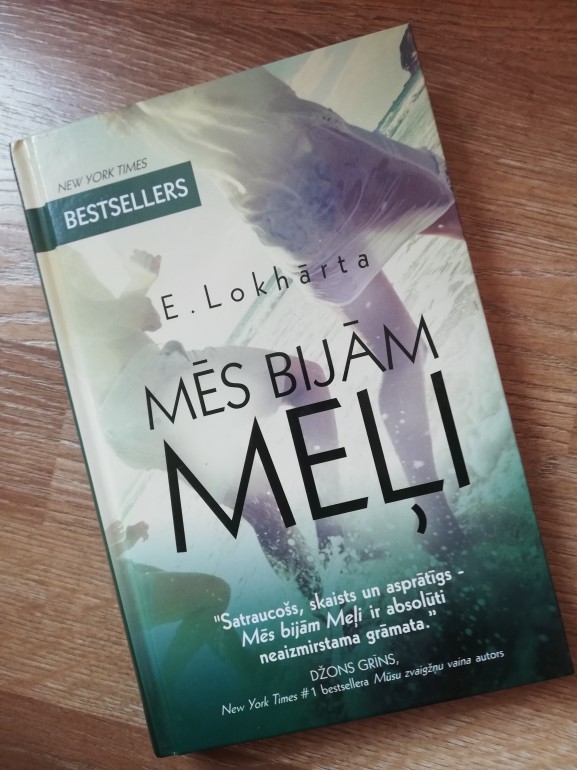 NEW YORK TIMES
BESTSELLERS
E. Lokhārta
MĒS BIJĀM
MEĻI
"Satraucošs, skaists un asprātīgs -
Mēs bijām Meļi ir absolūti
neaizmirstama grāmata."
DŽONS GRĪNS,
New York Times #1 bestsellera Mūsu zvaigžņu vaina autors